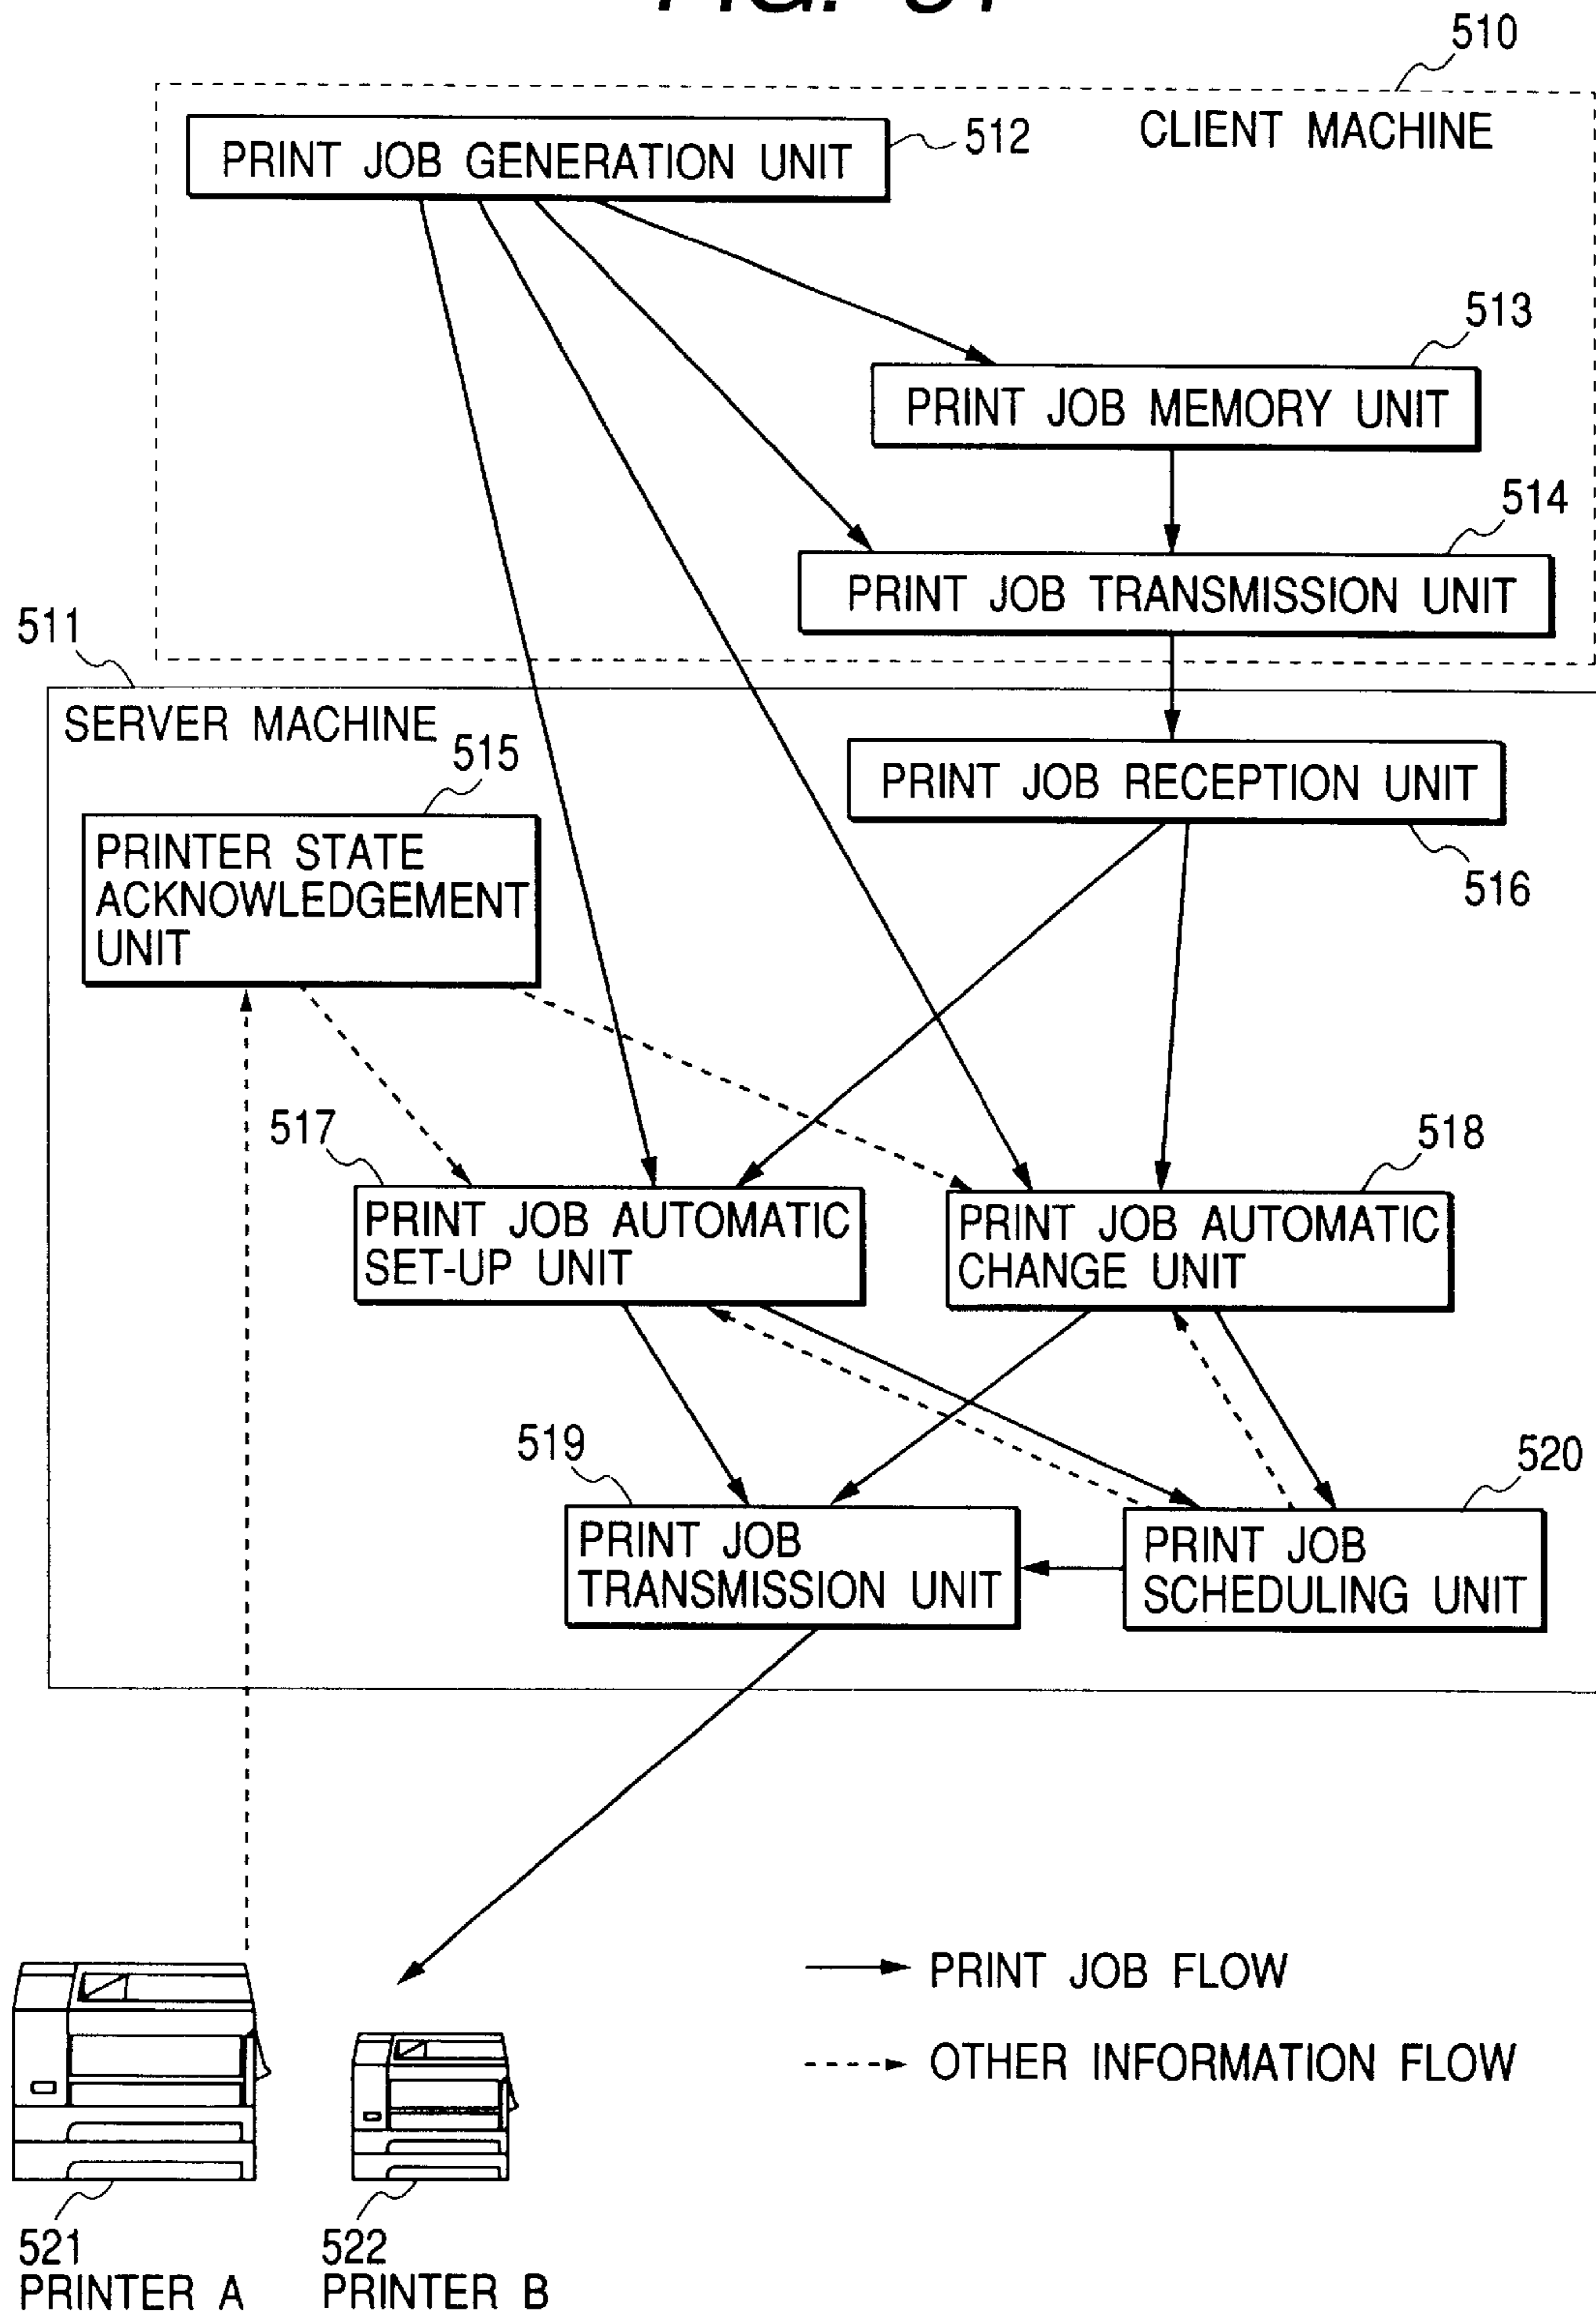 510
CLIENT MACHINE
PRINT JOB GENERATION UNIT
512
513
PRINT JOB MEMORY UNIT
514
PRINT JOB TRANSMISSION UNIT
511
SERVER MACHINE
515
PRINT JOB RECEPTION UNIT
516
PRINTER STATE
ACKNOWLEDGEMENT
UNIT
517
518
PRINT JOB AUTOMATIC
SET-UP UNIT
PRINT JOB AUTOMATIC
CHANGE UNIT
519
520
PRINT JOB
TRANSMISSION UNIT
PRINT JOB
SCHEDULING UNIT
PRINT JOB FLOW
OTHER INFORMATION FLOW
521
PRINTER A
522
PRINTER B